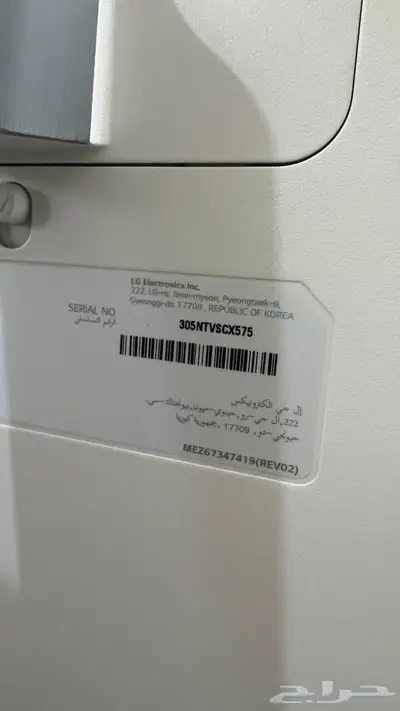 LG Electronics Inc.
222, LG-ro, Jinwi-myeon, Pyeongtaek-si,
Gyeonggi-do, 17709, REPUBLIC OF KOREA
SERIAL NO.
الرقم التسلسلي
305NTVSCX575
إل جي إلكترونيكس
222, إل جي-رو, جينوي-ميون, بيونغتاك-سي,
جيونجي-دو, 17709, جمهورية كوريا
MEZ67347419(REV02)
حراج